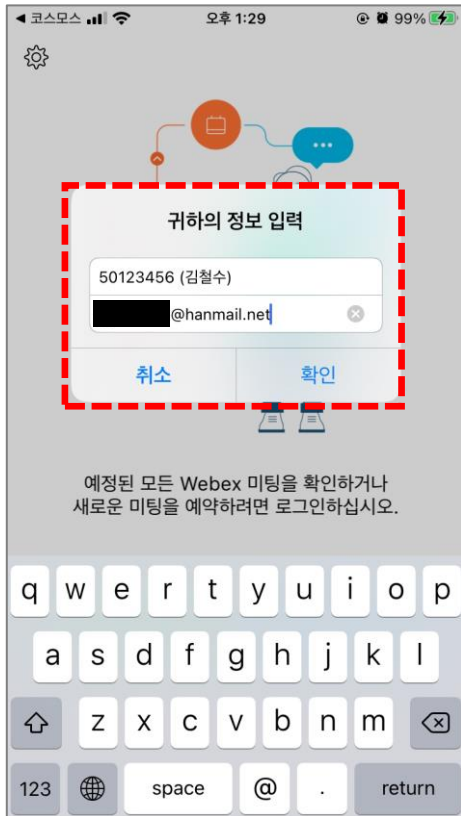 ◀ 코스모스 오후 1:29 99%
귀하의 정보 입력
50123456 (김철수)
@hanmail.net
취소 확인
예정된 모든 Webex 미팅을 확인하거나
새로운 미팅을 예약하려면 로그인하십시오.
q w e r t y u i o p
a s d f g h j k l
z x c v b n m
123 space @ . return